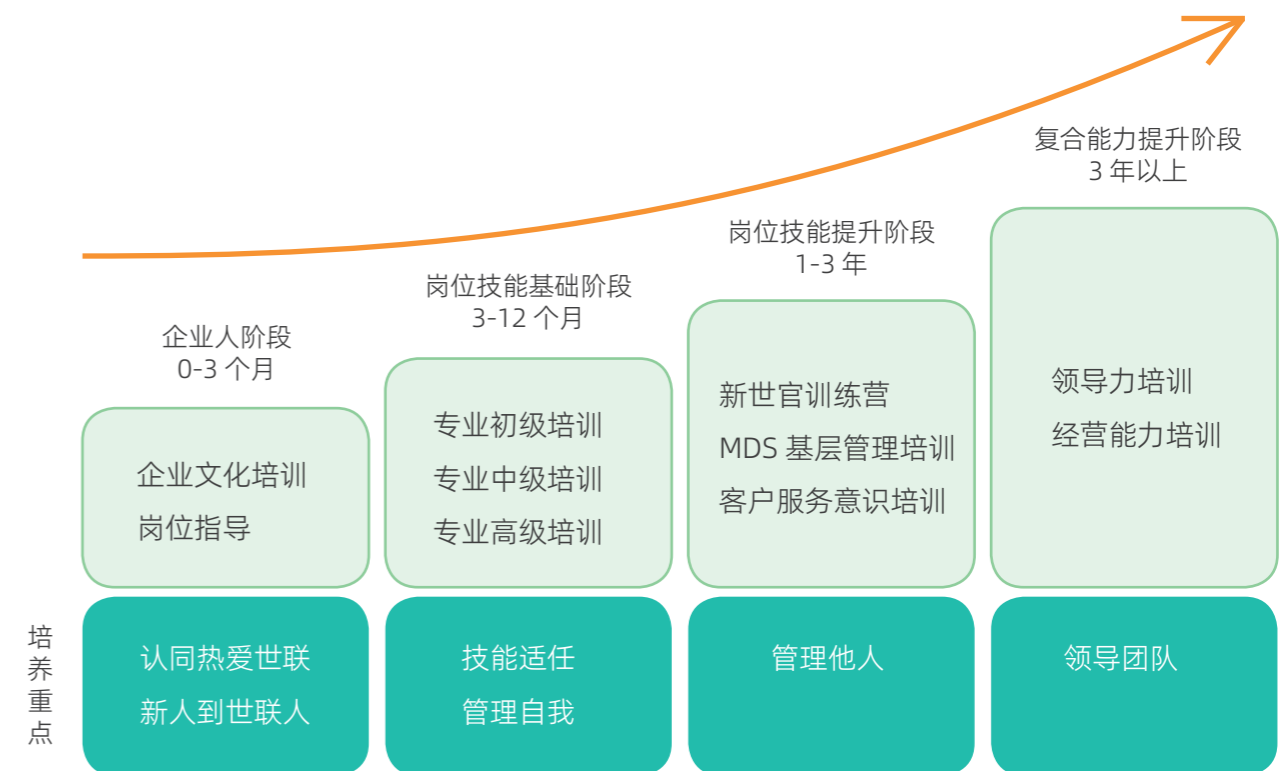 企业人阶段
0-3 个月
企业文化培训
岗位指导
岗位技能基础阶段
3-12 个月
专业初级培训
专业中级培训
专业高级培训
岗位技能提升阶段
1-3 年
新世官训练营
MDS 基层管理培训
客户服务意识培训
复合能力提升阶段
3 年以上
领导力培训
经营能力培训
培养重点
认同热爱世联
新人到世联人
技能适任
管理自我
管理他人
领导团队